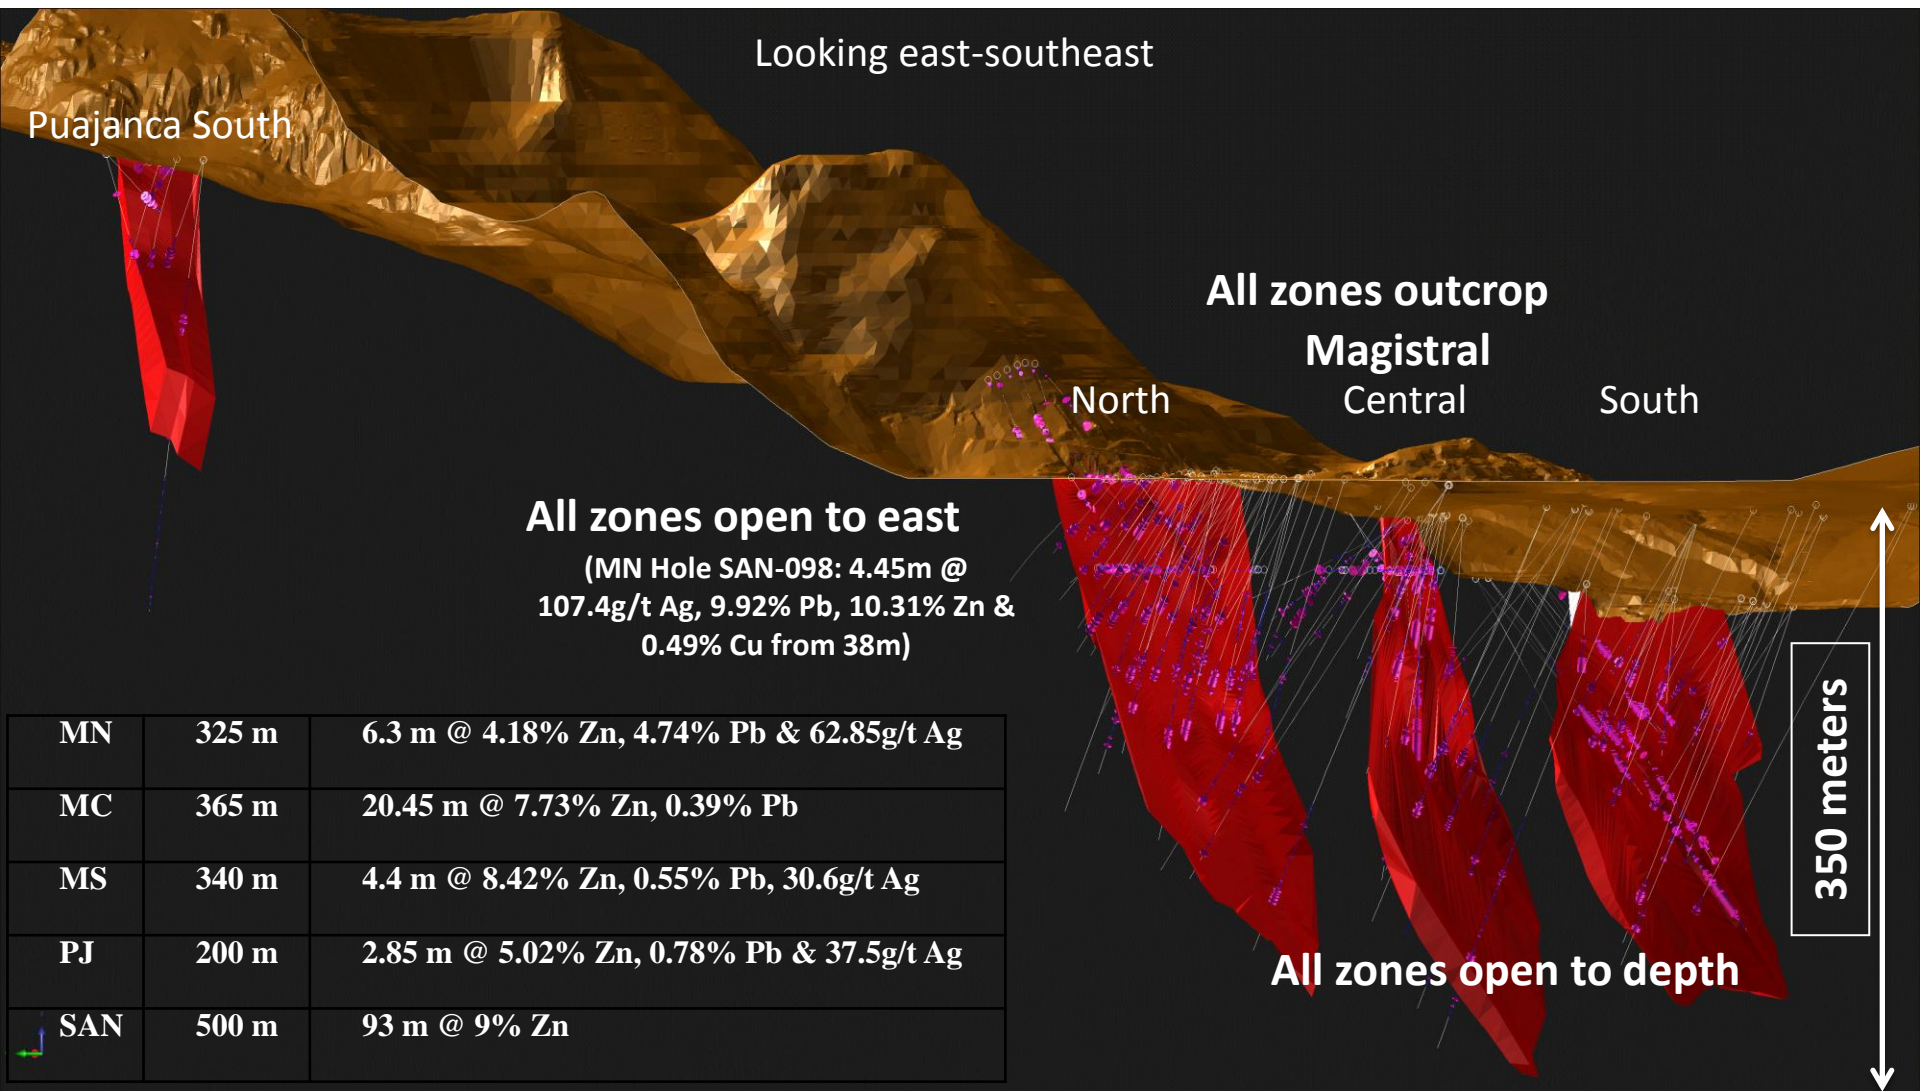 Looking east-southeast
Puajanca South
All zones outcrop
Magistral
North
Central
South
All zones open to east
(MN Hole SAN-098: 4.45m @
107.4g/t Ag, 9.92% Pb, 10.31% Zn &
0.49% Cu from 38m)
350 meters
MN 325 m 6.3 m @ 4.18% Zn, 4.74% Pb & 62.85g/t Ag
MC 365 m 20.45 m @ 7.73% Zn, 0.39% Pb
MS 340 m 4.4 m @ 8.42% Zn, 0.55% Pb, 30.6g/t Ag
PJ 200 m 2.85 m @ 5.02% Zn, 0.78% Pb & 37.5g/t Ag
SAN 500 m 93 m @ 9% Zn
All zones open to depth